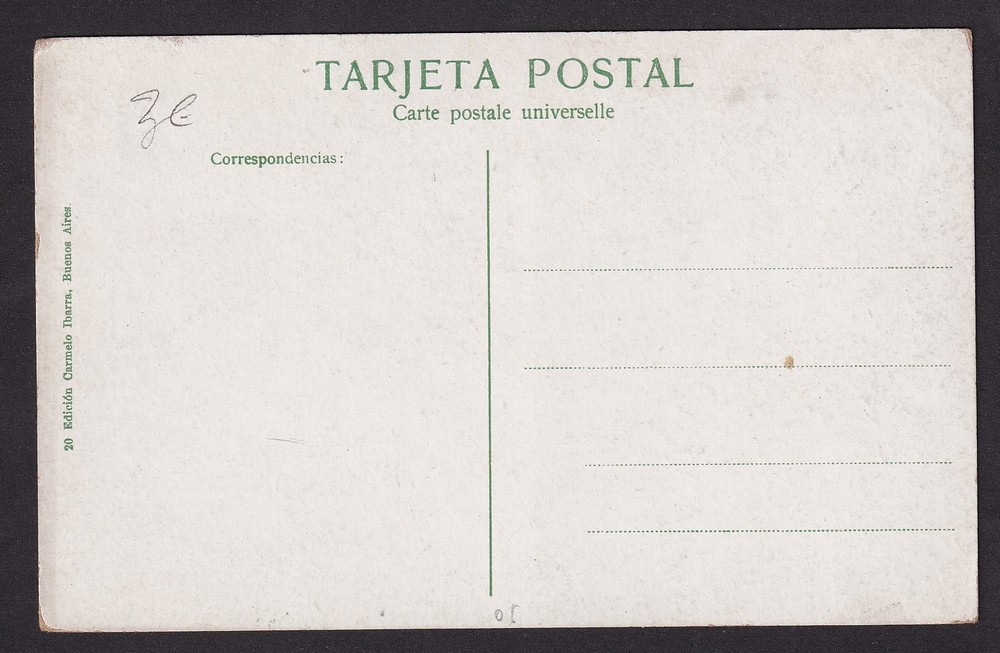 TARJETA POSTAL
Carte postale universelle
Correspondencias:
20 Edición Carmelo Ibarra, Buenos Aires.